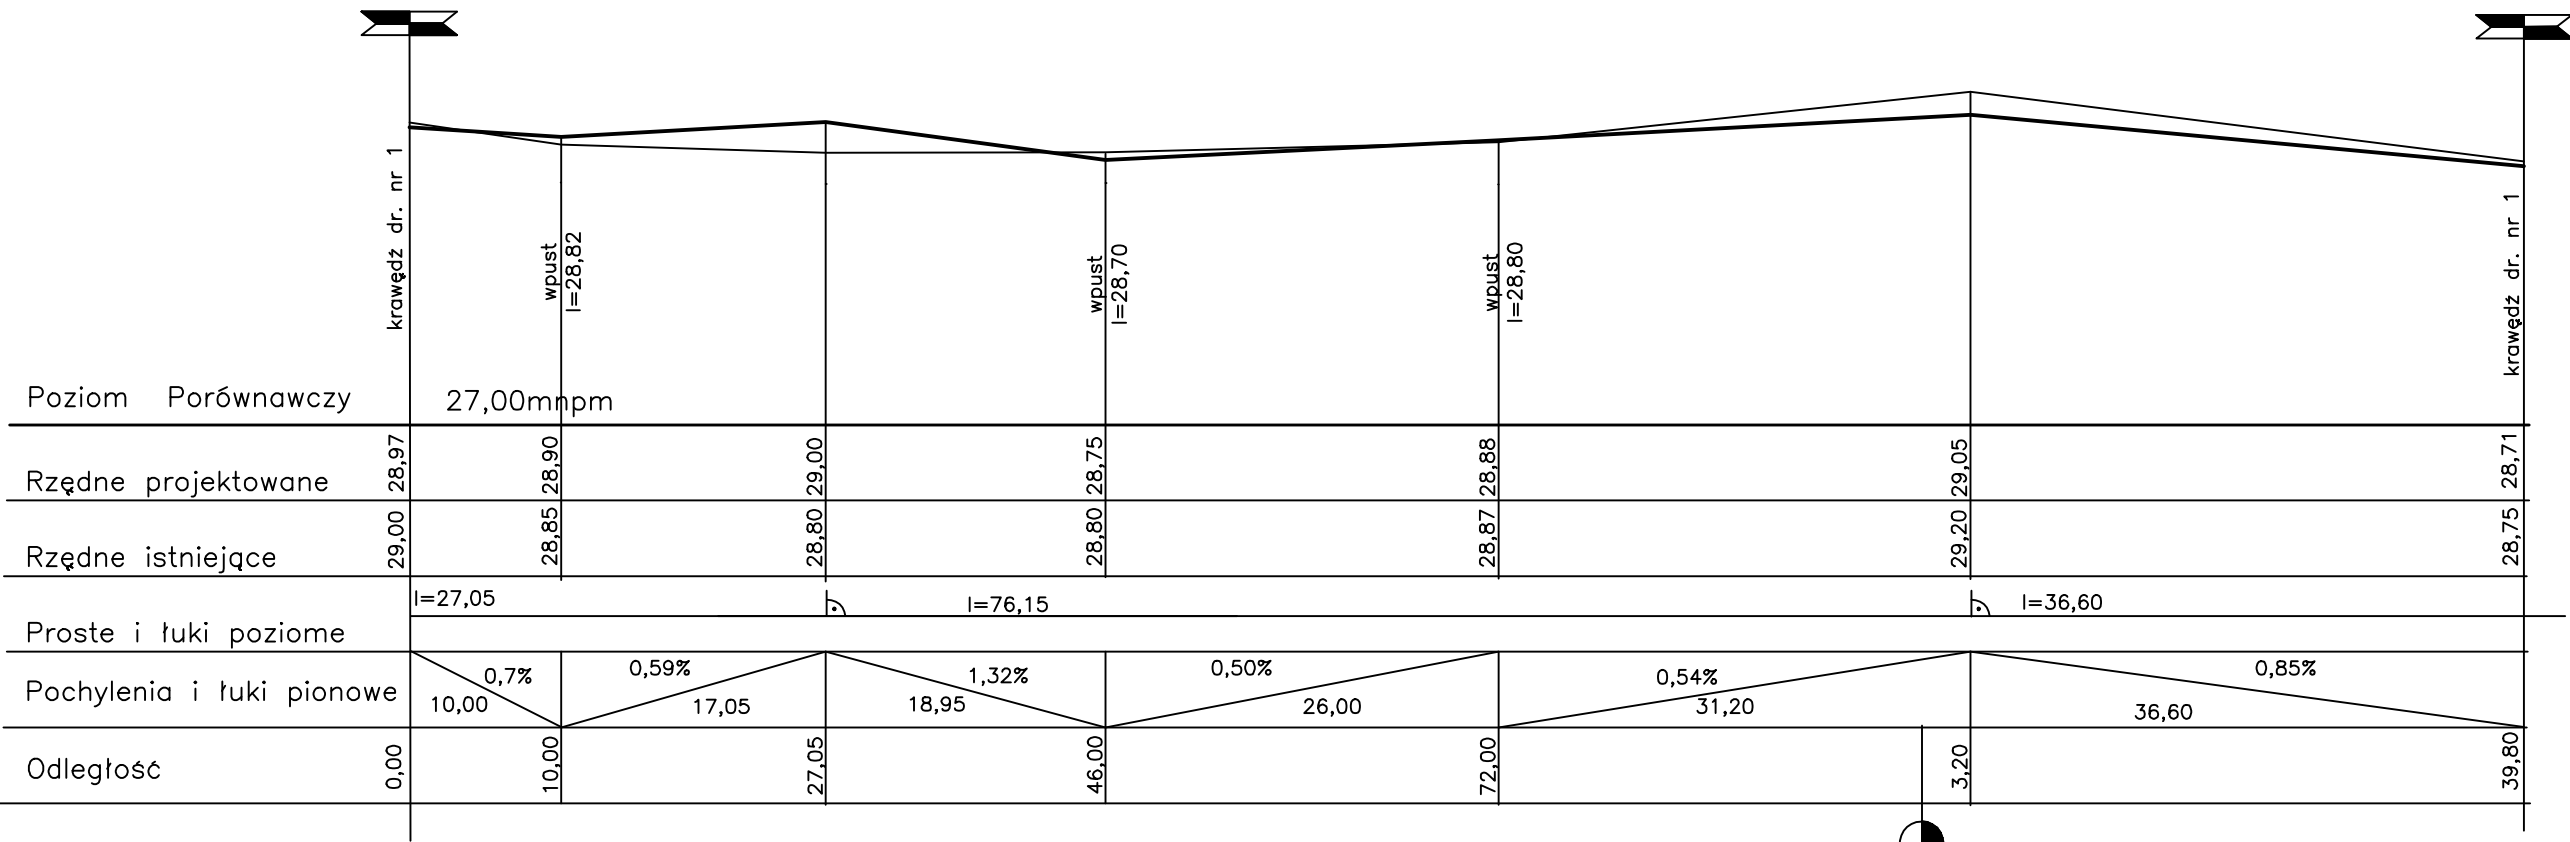 krawędź dr. nr 1
wpust
l=28,82
wpust
l=28,70
wpust
l=28,80
krawędź dr. nr 1
Poziom Porównawczy 27,00mnpm
Rzędne projektowane 28,97 28,90 29,00 28,75 28,88 29,05 28,71
Rzędne istniejące 29,00 28,85 28,80 28,80 28,87 29,20 28,75
Proste i łuki poziome l=27,05 l=76,15 l=36,60
Pochylenia i łuki pionowe
0,7% 0,59% 1,32% 0,50% 0,54% 0,85%
10,00 17,05 18,95 26,00 31,20 36,60
Odległość 0,00 10,00 27,05 46,00 72,00 3,20 39,80